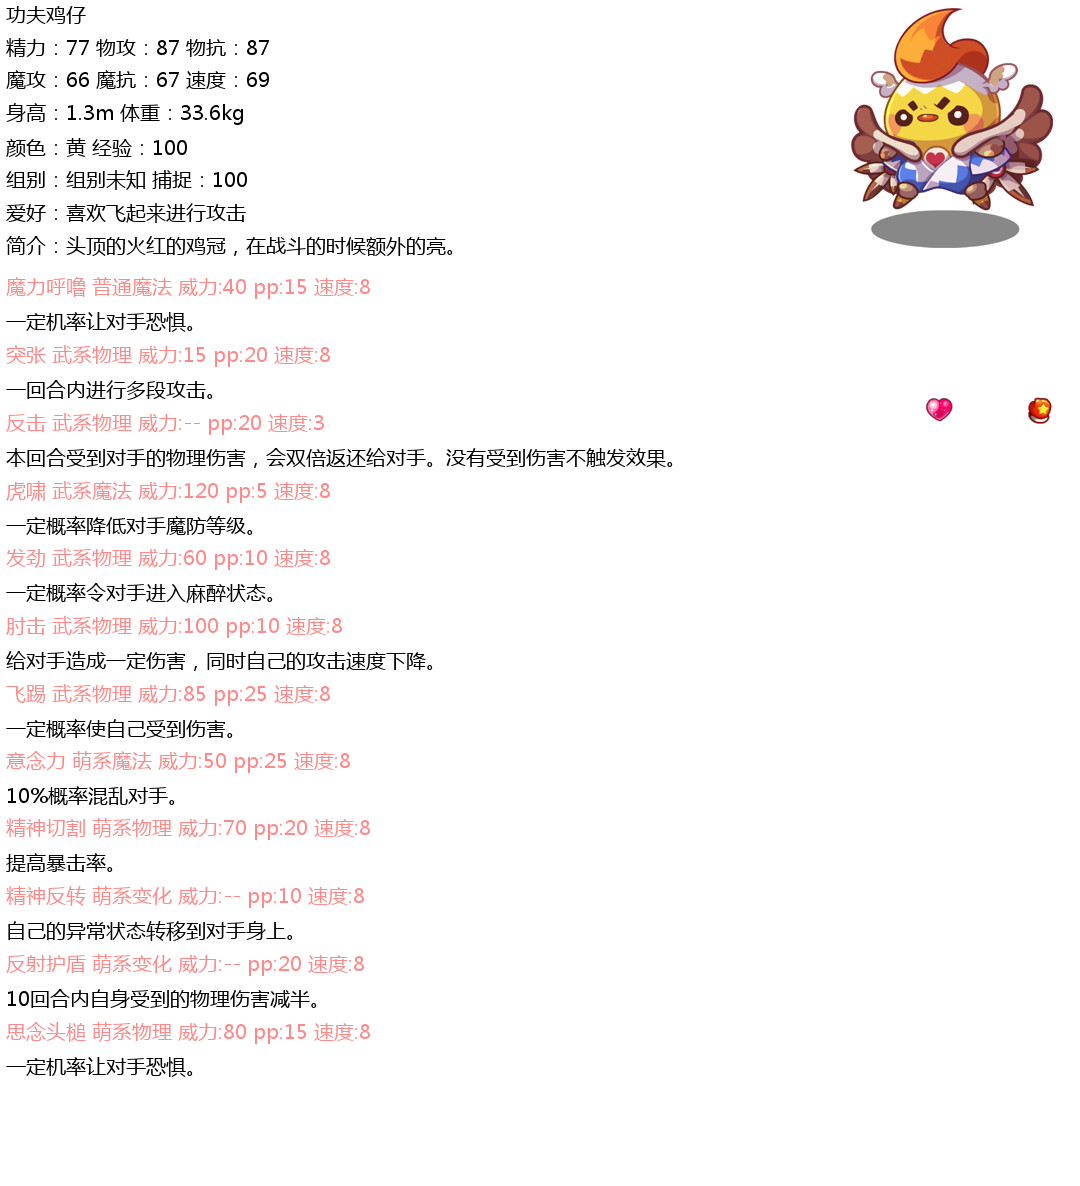 功夫鸡仔
精力：77 物攻：87 物抗：87
魔攻：66 魔抗：67 速度：69
身高：1.3m 体重：33.6kg
颜色：黄 经验：100
组别：组别未知 捕捉：100
爱好：喜欢飞起来进行攻击
简介：头顶的火红的鸡冠，在战斗的时候额外的亮。
魔力呼噜 普通魔法 威力:40 pp:15 速度:8
一定机率让对手恐惧。
突张 武系物理 威力:15 pp:20 速度:8
一回合内进行多段攻击。
反击 武系物理 威力:-- pp:20 速度:3
本回合受到对手的物理伤害，会双倍返还给对手。没有受到伤害不触发效果。
虎啸 武系魔法 威力:120 pp:5 速度:8
一定概率降低对手魔防等级。
发劲 武系物理 威力:60 pp:10 速度:8
一定概率令对手进入麻醉状态。
肘击 武系物理 威力:100 pp:10 速度:8
给对手造成一定伤害，同时自己的攻击速度下降。
飞踢 武系物理 威力:85 pp:25 速度:8
一定概率使自己受到伤害。
意念力 萌系魔法 威力:50 pp:25 速度:8
10%概率混乱对手。
精神切割 萌系物理 威力:70 pp:20 速度:8
提高暴击率。
精神反转 萌系变化 威力:-- pp:10 速度:8
自己的异常状态转移到对手身上。
反射护盾 萌系变化 威力:-- pp:20 速度:8
10回合内自身受到的物理伤害减半。
思念头槌 萌系物理 威力:80 pp:15 速度:8
一定机率让对手恐惧。